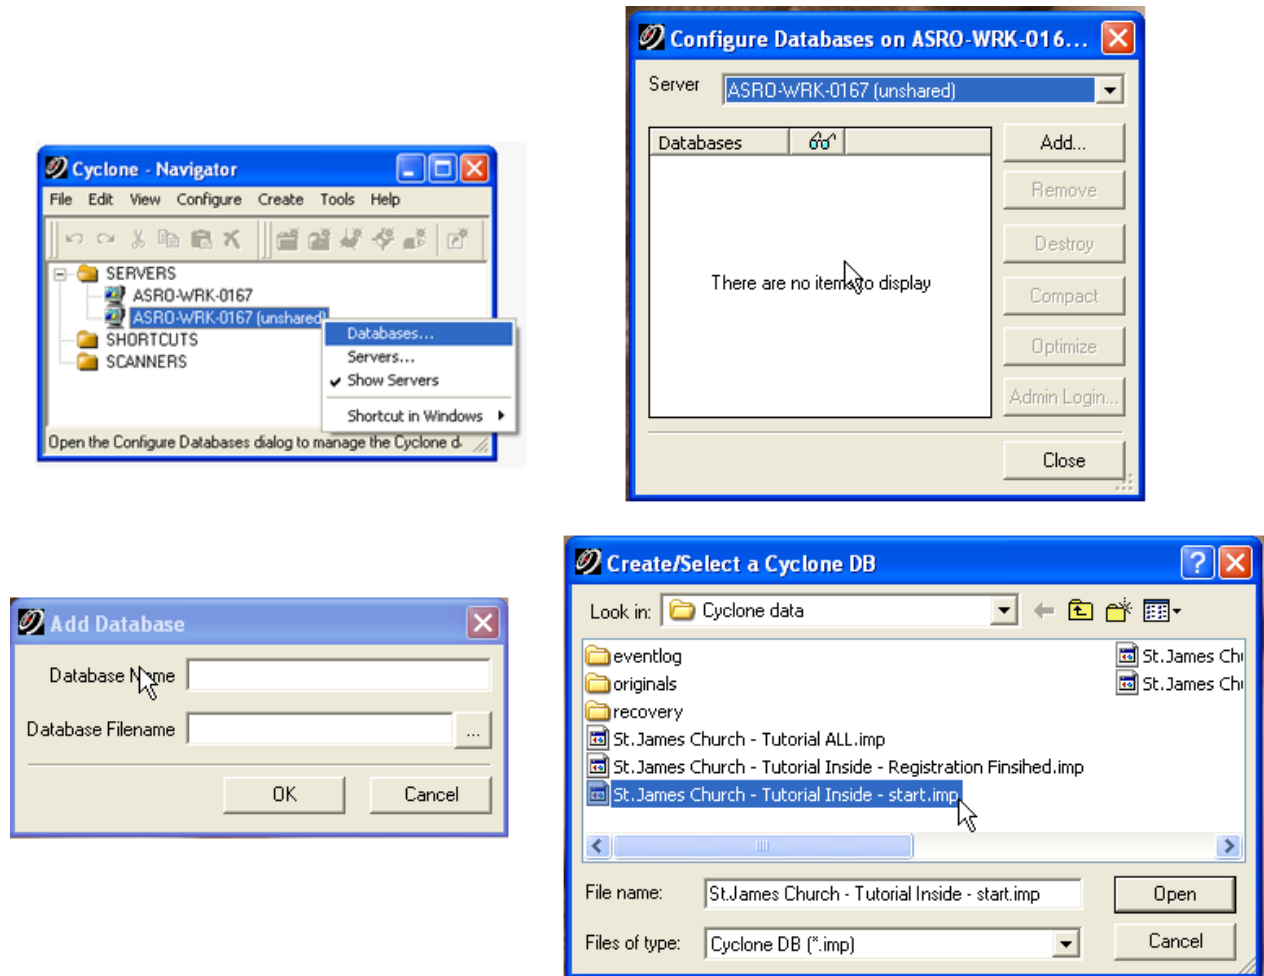 Cyclone - Navigator
File Edit View Configure Create Tools Help
SERVERS
ASRO-WRK-0167
ASRO-WRK-0167 (unshared)
SHORTCUTS
SCANNERS
Databases...
Servers...
Show Servers
Shortcut in Windows
Open the Configure Databases dialog to manage the Cyclone d
Configure Databases on ASRO-WRK-016...
Server ASRO-WRK-0167 (unshared)
Databases
There are no items to display
Add...
Remove
Destroy
Compact
Optimize
Admin Login...
Close
Add Database
Database Name
Database Filename ...
OK Cancel
Create/Select a Cyclone DB
Look in: Cyclone data
eventlog
originals
recovery
St.James Church - Tutorial ALL.imp
St.James Church - Tutorial Inside - Registration Finsihed.imp
St.James Church - Tutorial Inside - start.imp
St.James Ch
St.James Ch
File name: St.James Church - Tutorial Inside - start.imp Open
Files of type: Cyclone DB (*.imp) Cancel